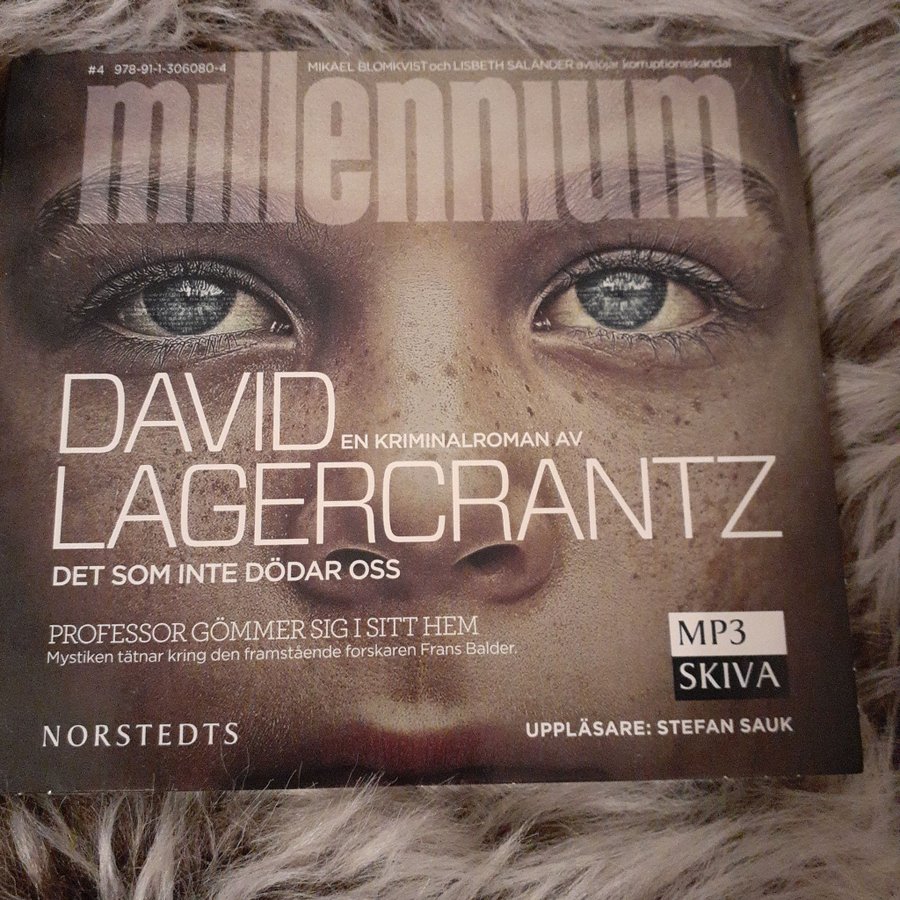 #4 978-91-1-306080-4 MIKAEL BLOMKVIST och LISBETH SALANDER avslöjar korruptionsskandal
millennium
DAVID
EN KRIMINALROMAN AV
LAGERCRANTZ
DET SOM INTE DÖDAR OSS
PROFESSOR GÖMMER SIG I SITT HEM
Mystiken tätnar kring den framstående forskaren Frans Balder.
MP3
SKIVA
NORSTEDTS
UPPLÄSARE: STEFAN SAUK